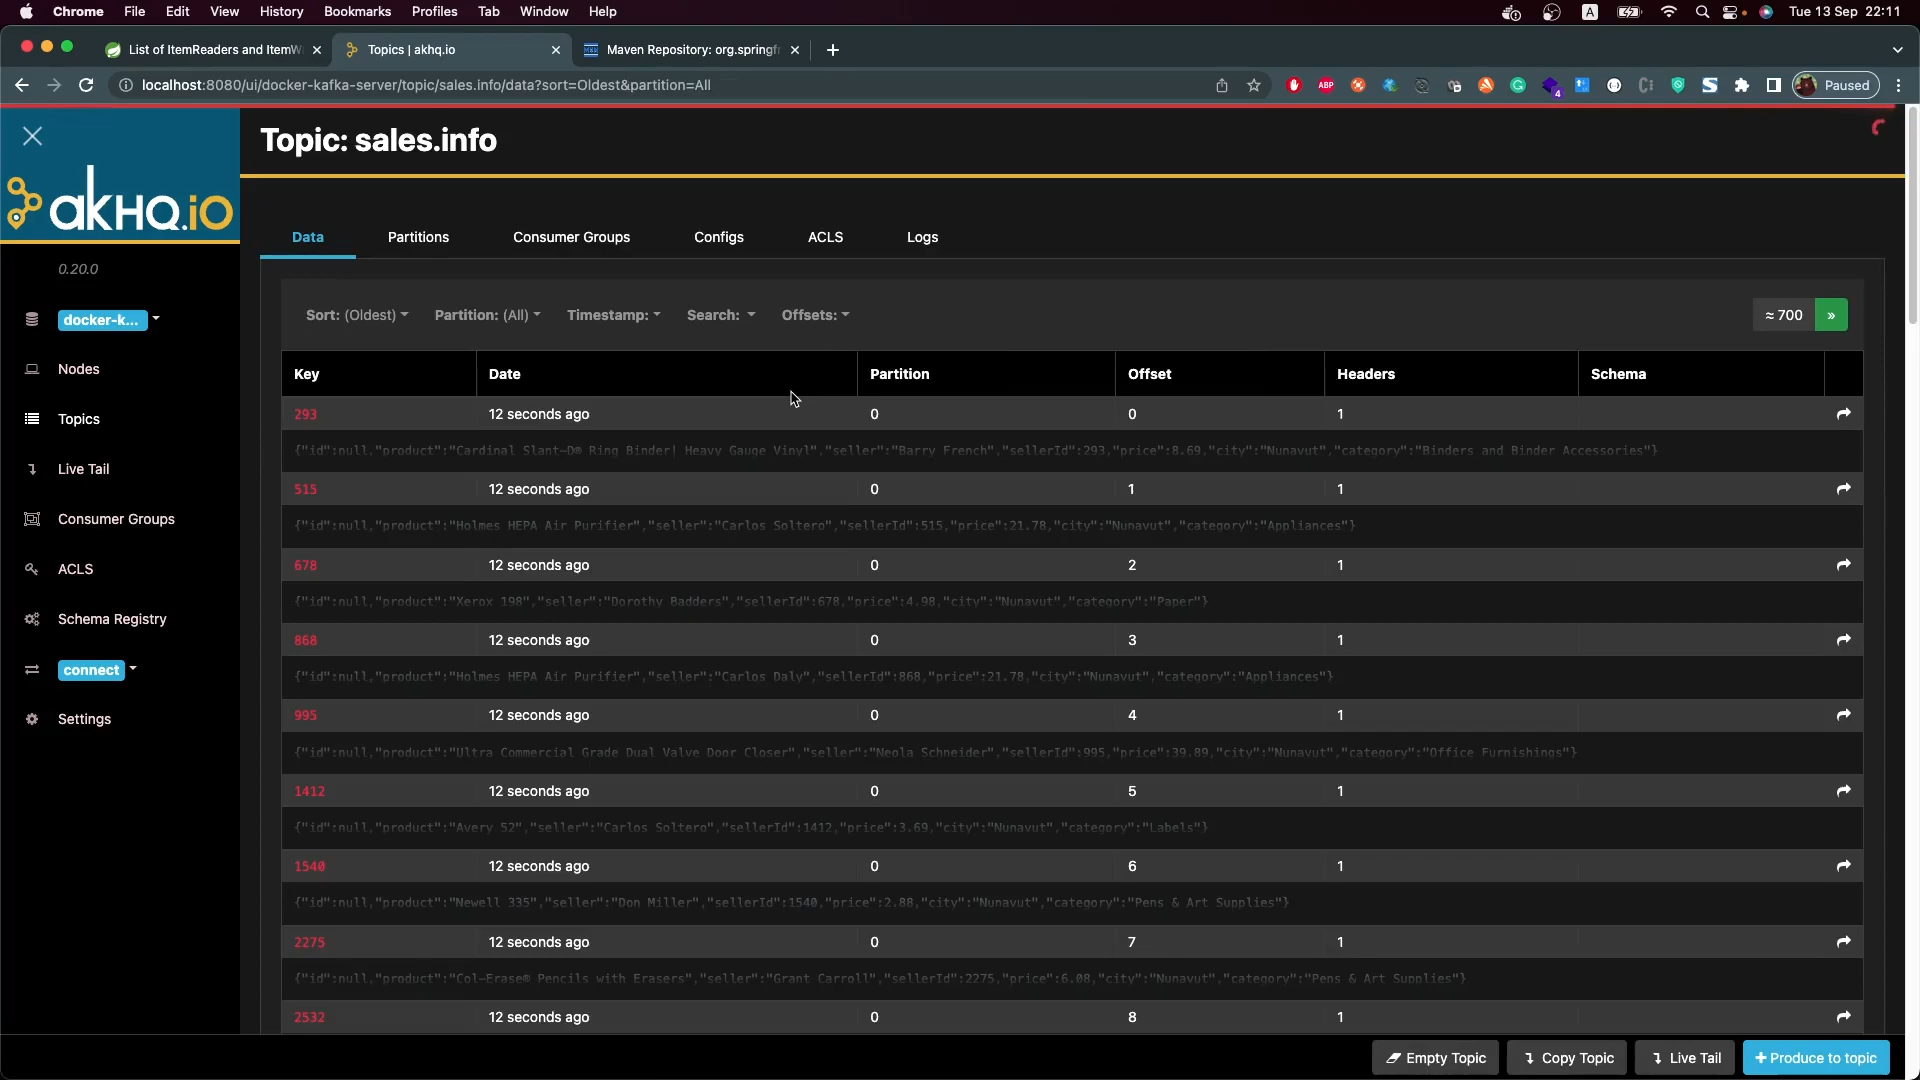 Chrome File Edit View History Bookmarks Profiles Tab Window Help
A
Tue 13 Sep 22:11
List of ItemReaders and ItemW
Topics | akhq.io
Maven Repository: org.springfr
localhost:8080/ui/docker-kafka-server/topic/sales.info/data?sort=Oldest&partition=All
ABP
4
Paused
akHQ.io
0.20.0
docker-k...
Nodes
Topics
Live Tail
Consumer Groups
ACLS
Schema Registry
connect
Settings
Topic: sales.info
Data Partitions Consumer Groups Configs ACLS Logs
Sort: (Oldest) Partition: (All) Timestamp: Search: Offsets:
≈ 700 »
Key Date Partition Offset Headers Schema
293 12 seconds ago 0 0 1
{"id":null,"product":"Cardinal Slant-D® Ring Binder| Heavy Gauge Vinyl","seller":"Barry French","sellerId":293,"price":8.69,"city":"Nunavut","category":"Binders and Binder Accessories"}
515 12 seconds ago 0 1 1
{"id":null,"product":"Holmes HEPA Air Purifier","seller":"Carlos Soltero","sellerId":515,"price":21.78,"city":"Nunavut","category":"Appliances"}
678 12 seconds ago 0 2 1
{"id":null,"product":"Xerox 198","seller":"Dorothy Badders","sellerId":678,"price":4.98,"city":"Nunavut","category":"Paper"}
868 12 seconds ago 0 3 1
{"id":null,"product":"Holmes HEPA Air Purifier","seller":"Carlos Daly","sellerId":868,"price":21.78,"city":"Nunavut","category":"Appliances"}
995 12 seconds ago 0 4 1
{"id":null,"product":"Ultra Commercial Grade Dual Valve Door Closer","seller":"Neola Schneider","sellerId":995,"price":39.89,"city":"Nunavut","category":"Office Furnishings"}
1412 12 seconds ago 0 5 1
{"id":null,"product":"Avery 52","seller":"Carlos Soltero","sellerId":1412,"price":3.69,"city":"Nunavut","category":"Labels"}
1540 12 seconds ago 0 6 1
{"id":null,"product":"Newell 335","seller":"Don Miller","sellerId":1540,"price":2.88,"city":"Nunavut","category":"Pens & Art Supplies"}
2275 12 seconds ago 0 7 1
{"id":null,"product":"Col-Erase® Pencils with Erasers","seller":"Grant Carroll","sellerId":2275,"price":6.08,"city":"Nunavut","category":"Pens & Art Supplies"}
2532 12 seconds ago 0 8 1
Empty Topic Copy Topic Live Tail + Produce to topic